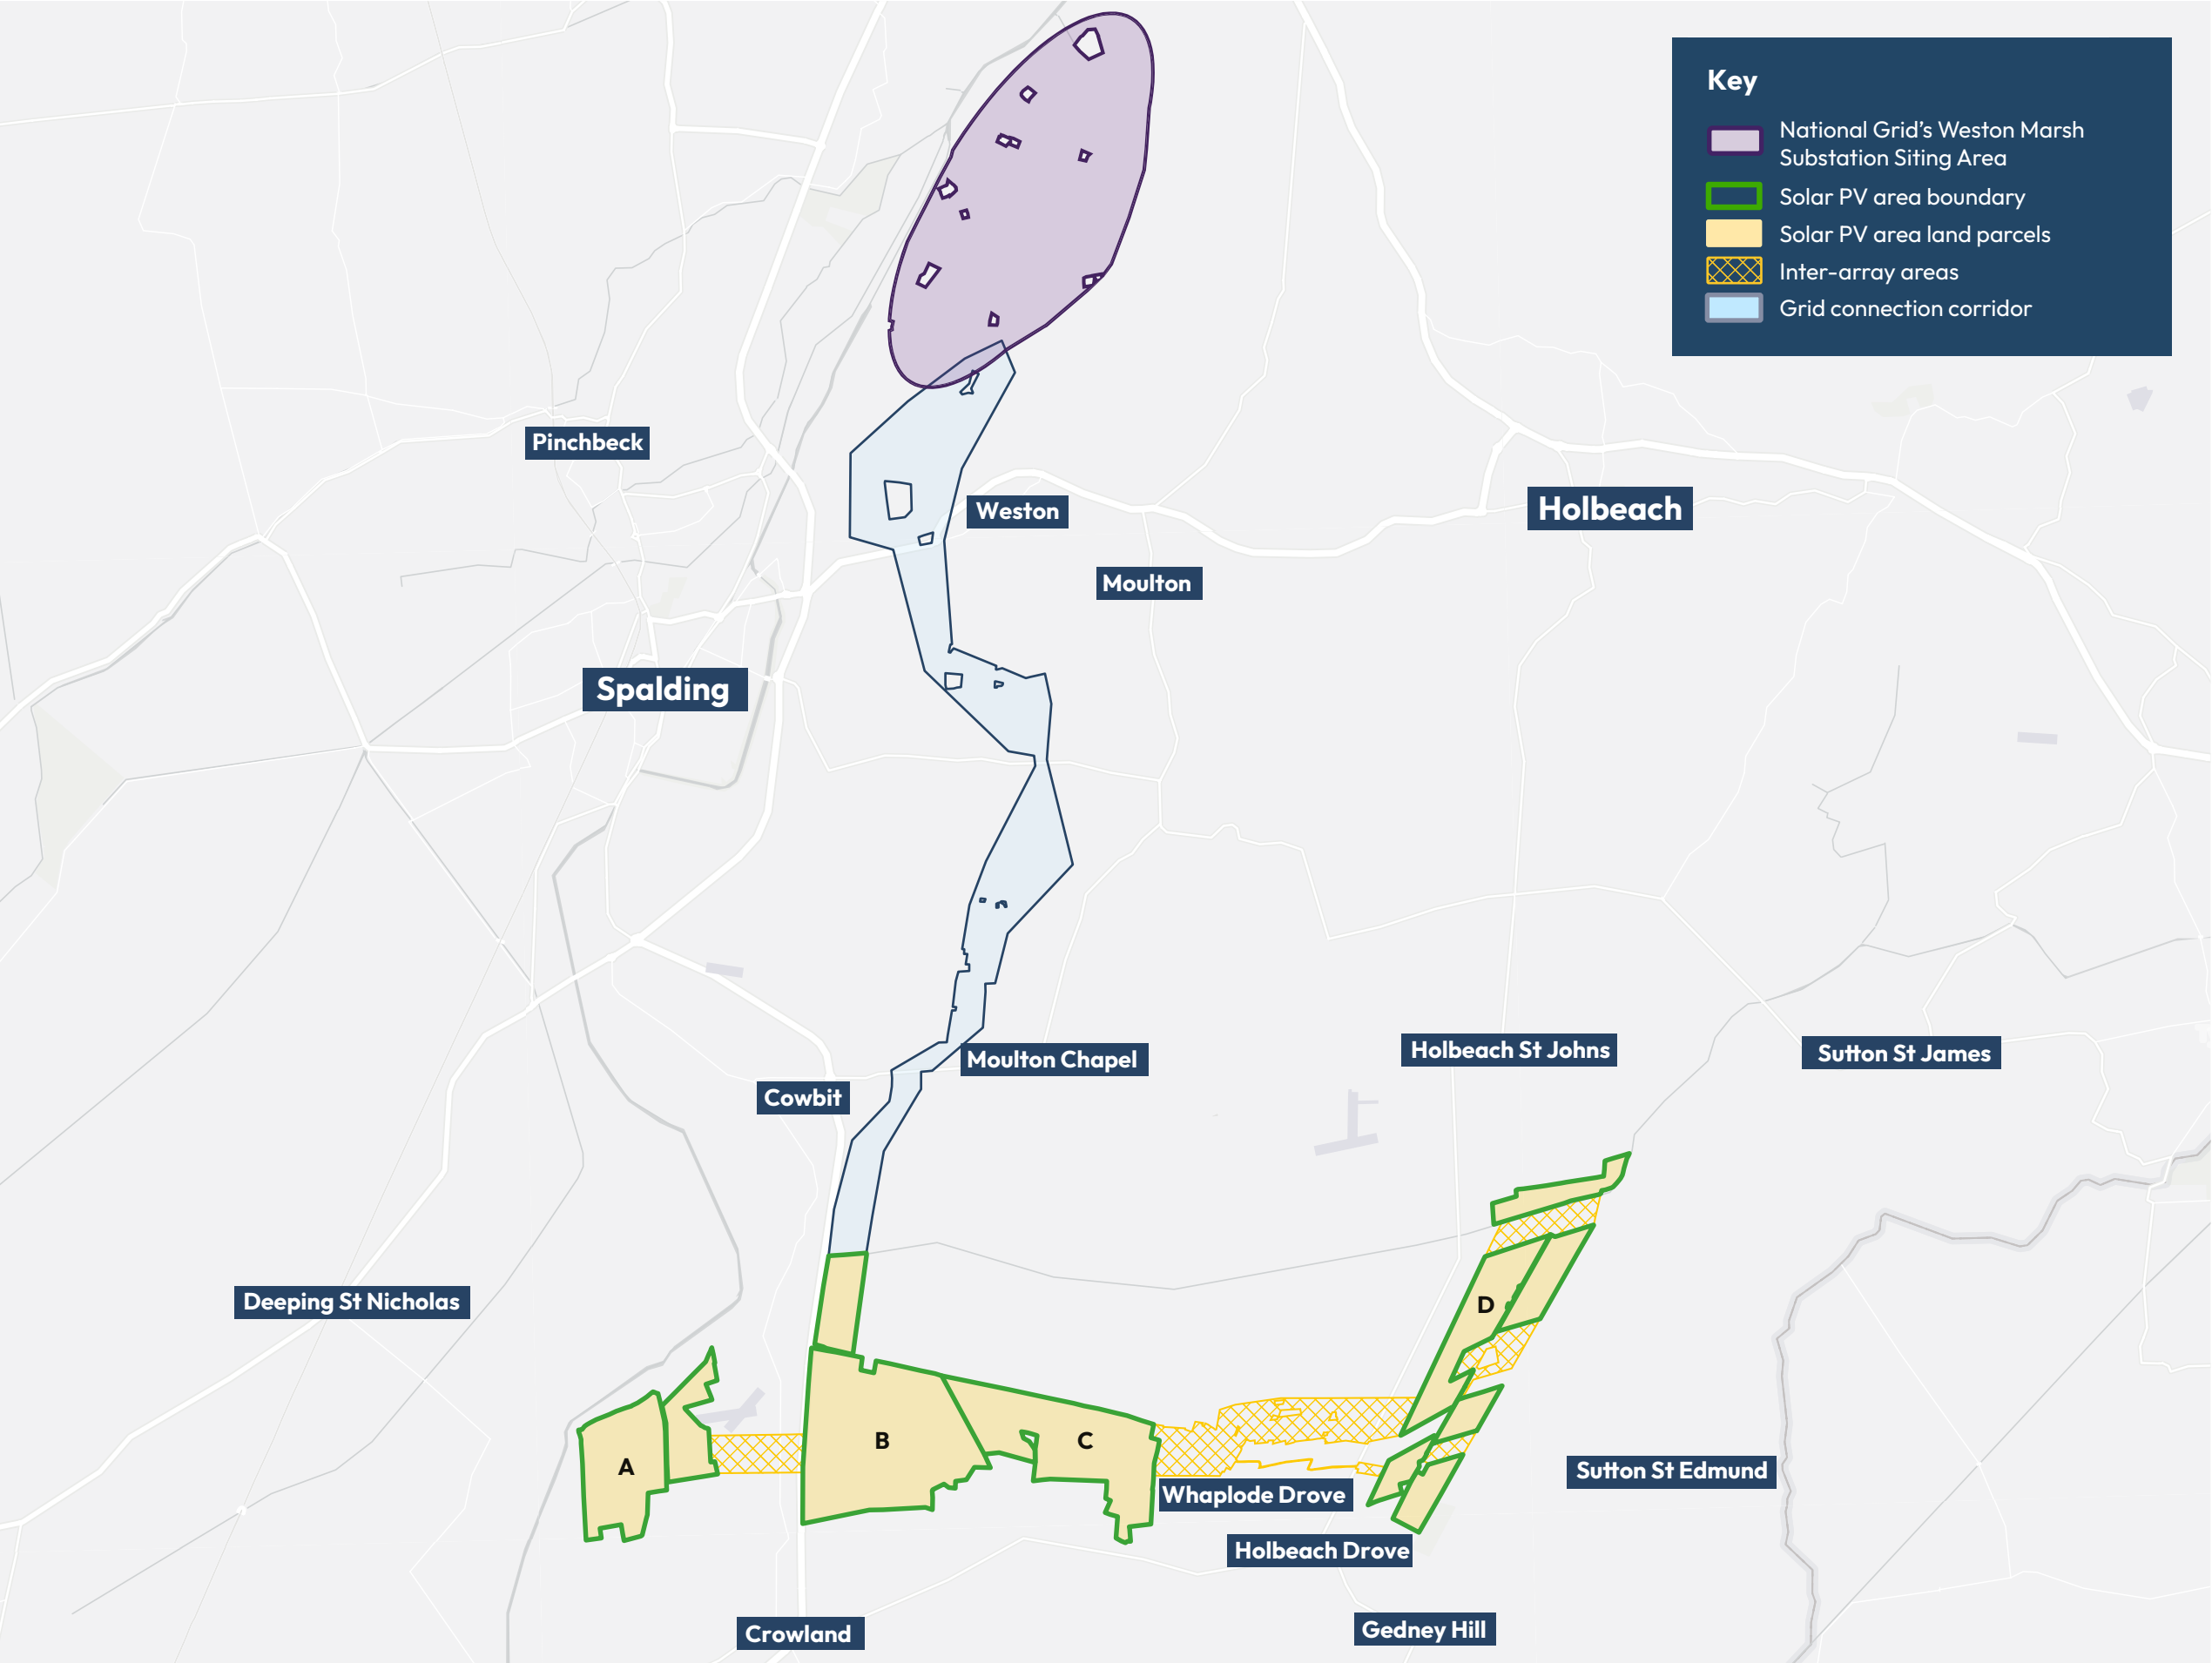 Key
National Grid’s Weston Marsh
Substation Siting Area
Solar PV area boundary
Solar PV area land parcels
Inter-array areas
Grid connection corridor
Pinchbeck
Weston
Holbeach
Moulton
Spalding
Moulton Chapel
Holbeach St Johns
Sutton St James
Cowbit
Deeping St Nicholas
D
B
C
A
Whaplode Drove
Sutton St Edmund
Holbeach Drove
Crowland
Gedney Hill